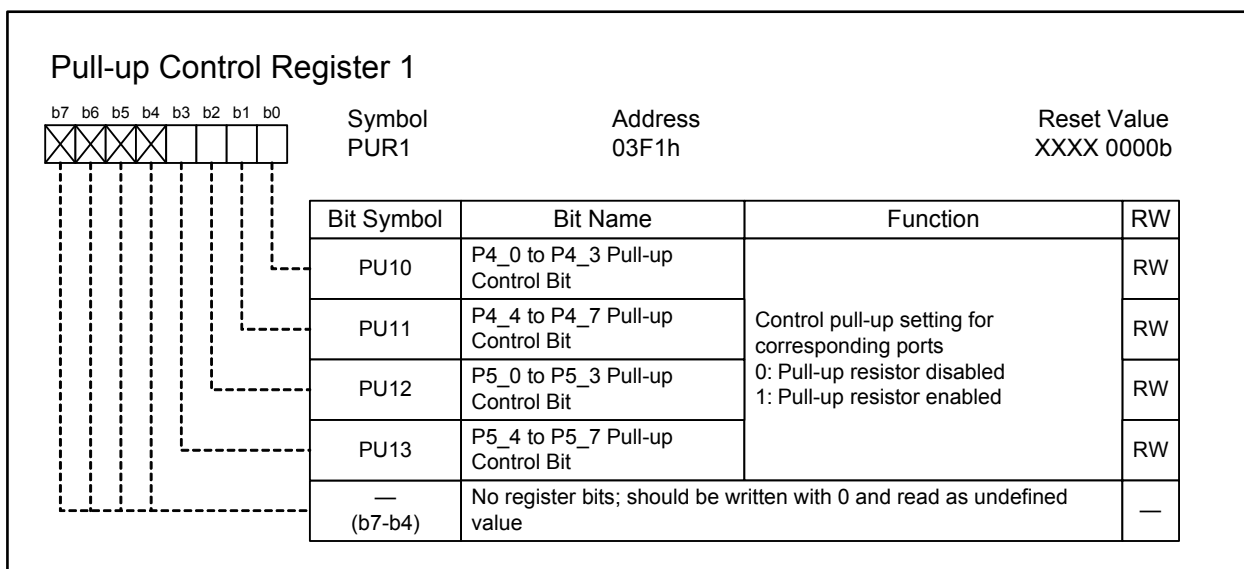 Pull-up Control Register 1
b7 b6 b5 b4 b3 b2 b1 b0
Symbol Address Reset Value
PUR1 03F1h XXXX 0000b
Bit Symbol Bit Name Function RW
PU10 P4_0 to P4_3 Pull-up
Control Bit RW
PU11 P4_4 to P4_7 Pull-up
Control Bit RW
PU12 P5_0 to P5_3 Pull-up
Control Bit RW
PU13 P5_4 to P5_7 Pull-up
Control Bit RW
Control pull-up setting for
corresponding ports
0: Pull-up resistor disabled
1: Pull-up resistor enabled
—
(b7-b4) No register bits; should be written with 0 and read as undefined
value —